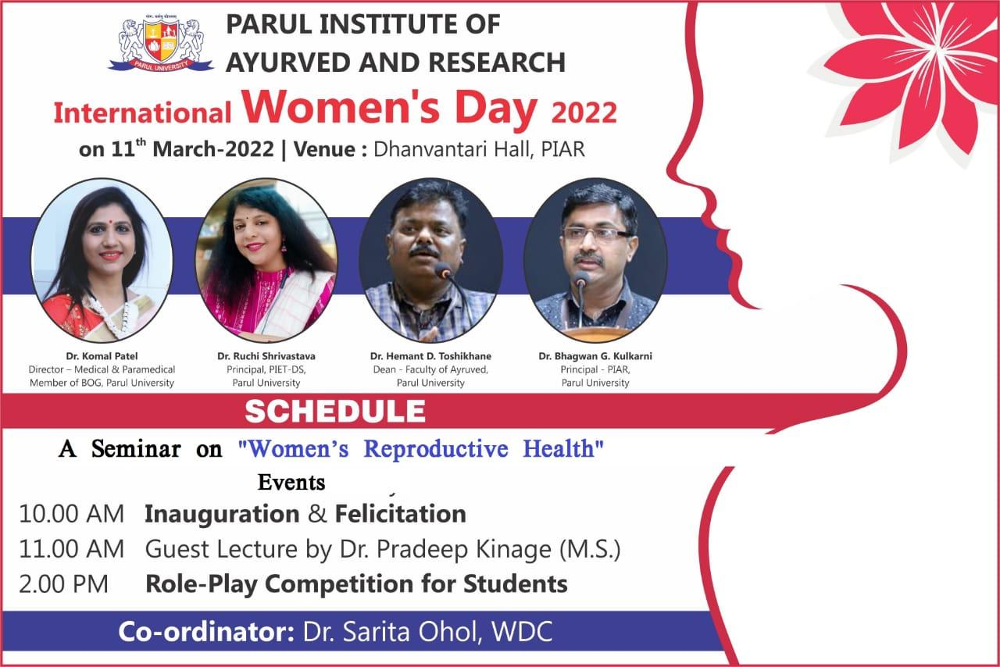 PARUL UNIVERSITY
PARUL INSTITUTE OF
AYURVED AND RESEARCH
International Women's Day 2022
on 11th March-2022 | Venue : Dhanvantari Hall, PIAR
Dr. Komal Patel
Director – Medical & Paramedical
Member of BOG, Parul University
Dr. Ruchi Shrivastava
Principal, PIET-DS,
Parul University
Dr. Hemant D. Toshikhane
Dean - Faculty of Ayruved,
Parul University
Dr. Bhagwan G. Kulkarni
Principal - PIAR,
Parul University
SCHEDULE
A Seminar on "Women’s Reproductive Health"
Events
10.00 AM Inauguration & Felicitation
11.00 AM Guest Lecture by Dr. Pradeep Kinage (M.S.)
2.00 PM Role-Play Competition for Students
Co-ordinator: Dr. Sarita Ohol, WDC